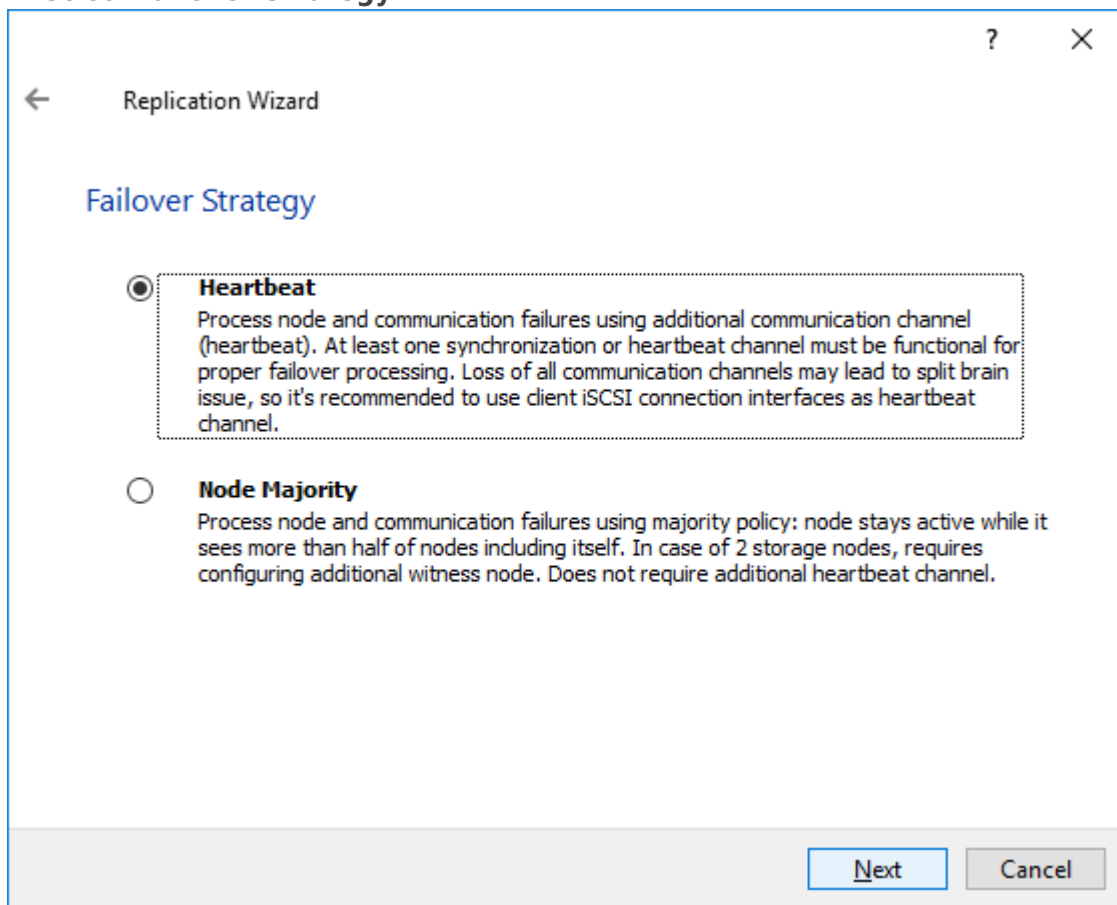 ?
Replication Wizard
Failover Strategy
Heartbeat
Process node and communication failures using additional communication channel
(heartbeat). At least one synchronization or heartbeat channel must be functional for
proper failover processing. Loss of all communication channels may lead to split brain
issue, so it's recommended to use client iSCSI connection interfaces as heartbeat
channel.
Node Majority
Process node and communication failures using majority policy: node stays active while it
sees more than half of nodes including itself. In case of 2 storage nodes, requires
configuring additional witness node. Does not require additional heartbeat channel.
Next Cancel